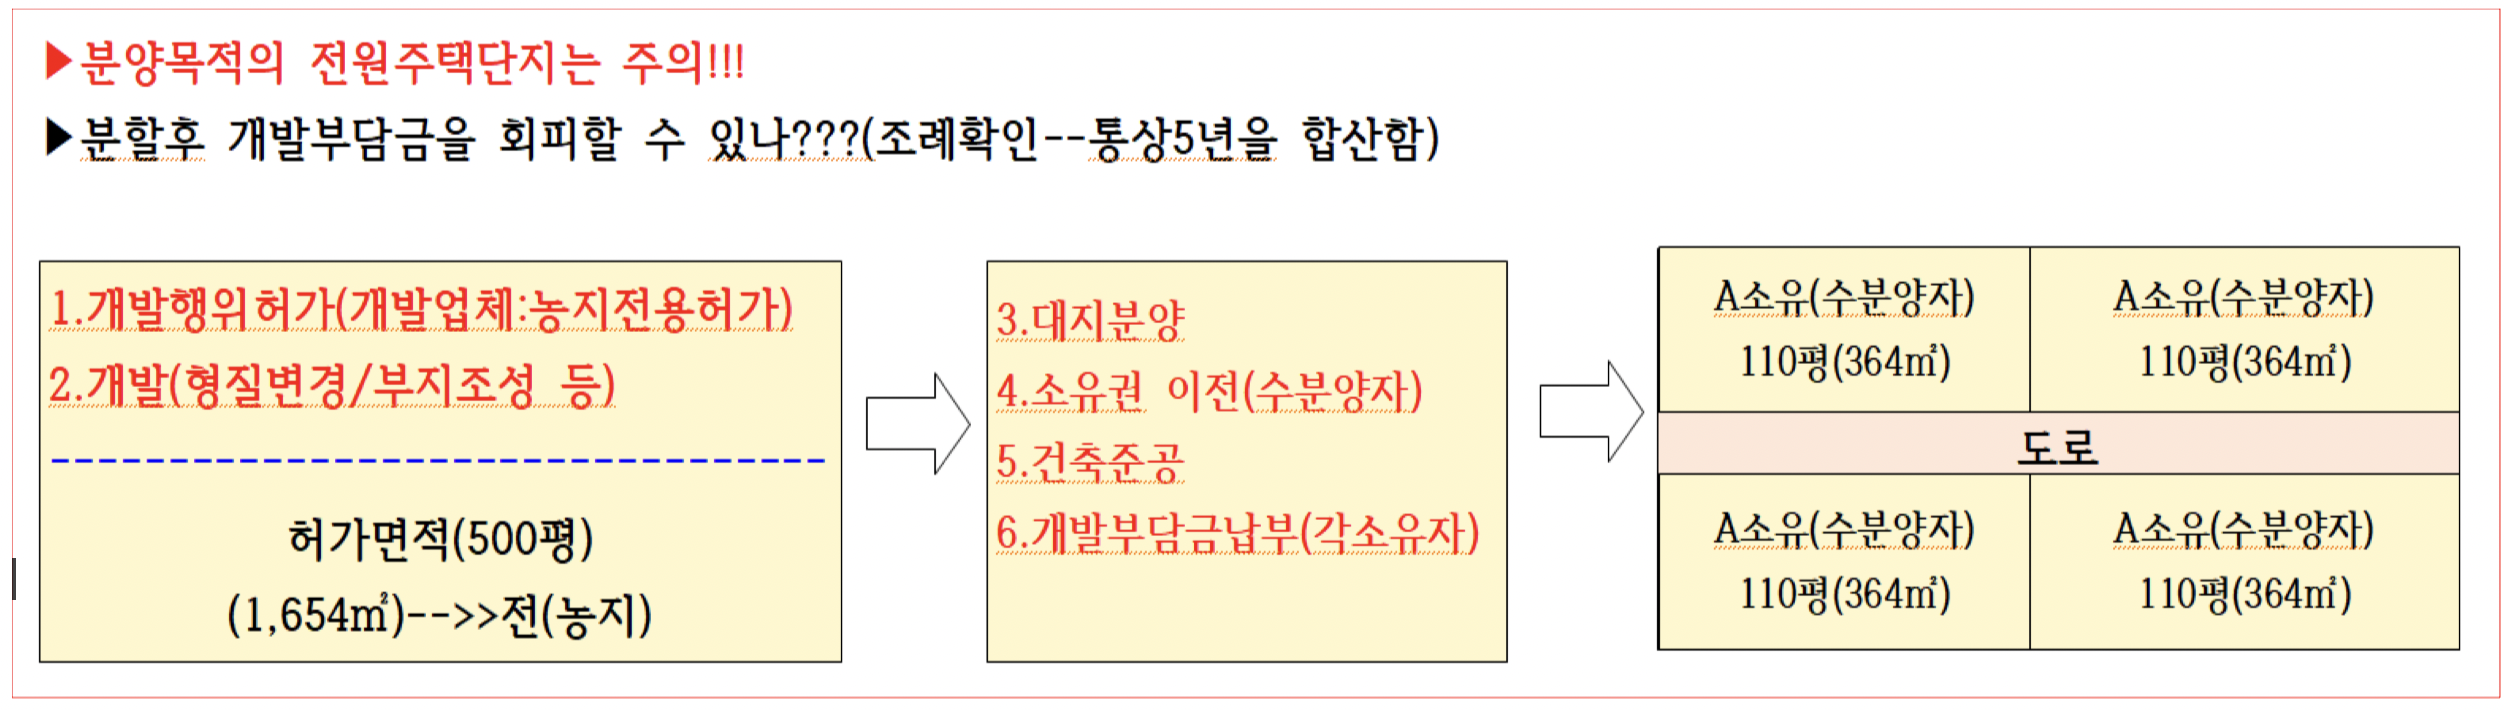 ▶분양목적의 전원주택단지는 주의!!!
▶분할후 개발부담금을 회피할 수 있나???(조례확인--통상5년을 합산함)
1.개발행위허가(개발업체:농지전용허가)
2.개발(형질변경/부지조성 등)
---------------------------------
허가면적(500평)
(1,654㎡)-->>전(농지)
3.대지분양
4.소유권 이전(수분양자)
5.건축준공
6.개발부담금납부(각소유자)
A소유(수분양자)
110평(364㎡)
A소유(수분양자)
110평(364㎡)
도로
A소유(수분양자)
110평(364㎡)
A소유(수분양자)
110평(364㎡)